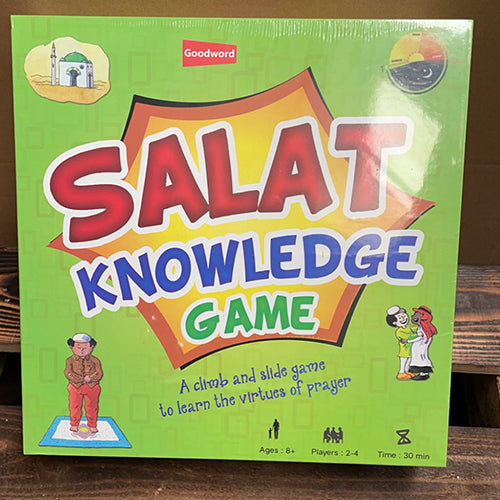 Goodword
SALAT
KNOWLEDGE
GAME
A climb and slide game
to learn the virtues of prayer
Ages : 8+ Players : 2-4 Time : 30 min